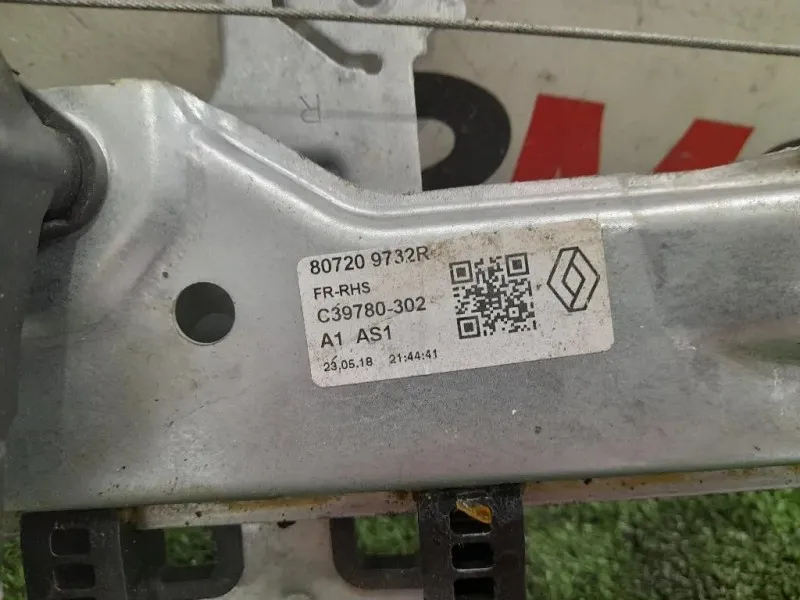 R
80720 9732R
FR-RHS
C39780-302
A1 AS1
23.05.18 21:44:41